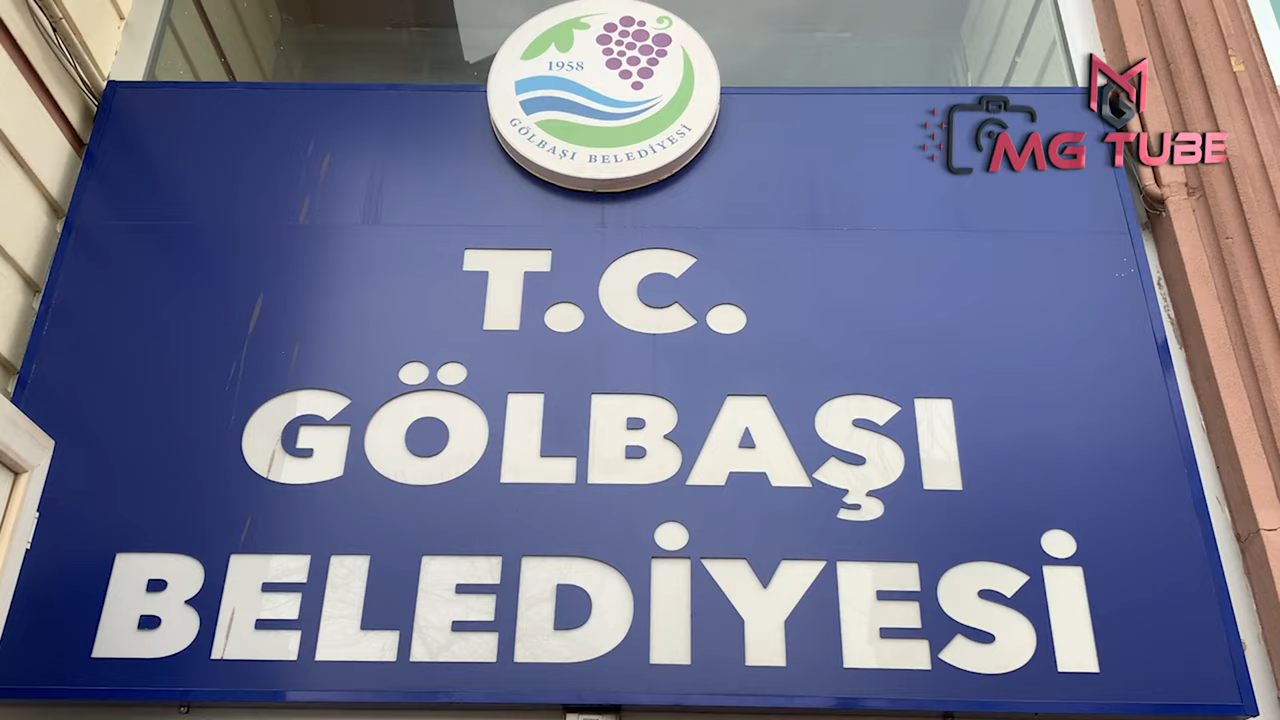 1958
GÖLBAŞI BELEDİYESİ
MG TUBE
T.C.
GÖLBAŞI
BELEDİYESİ